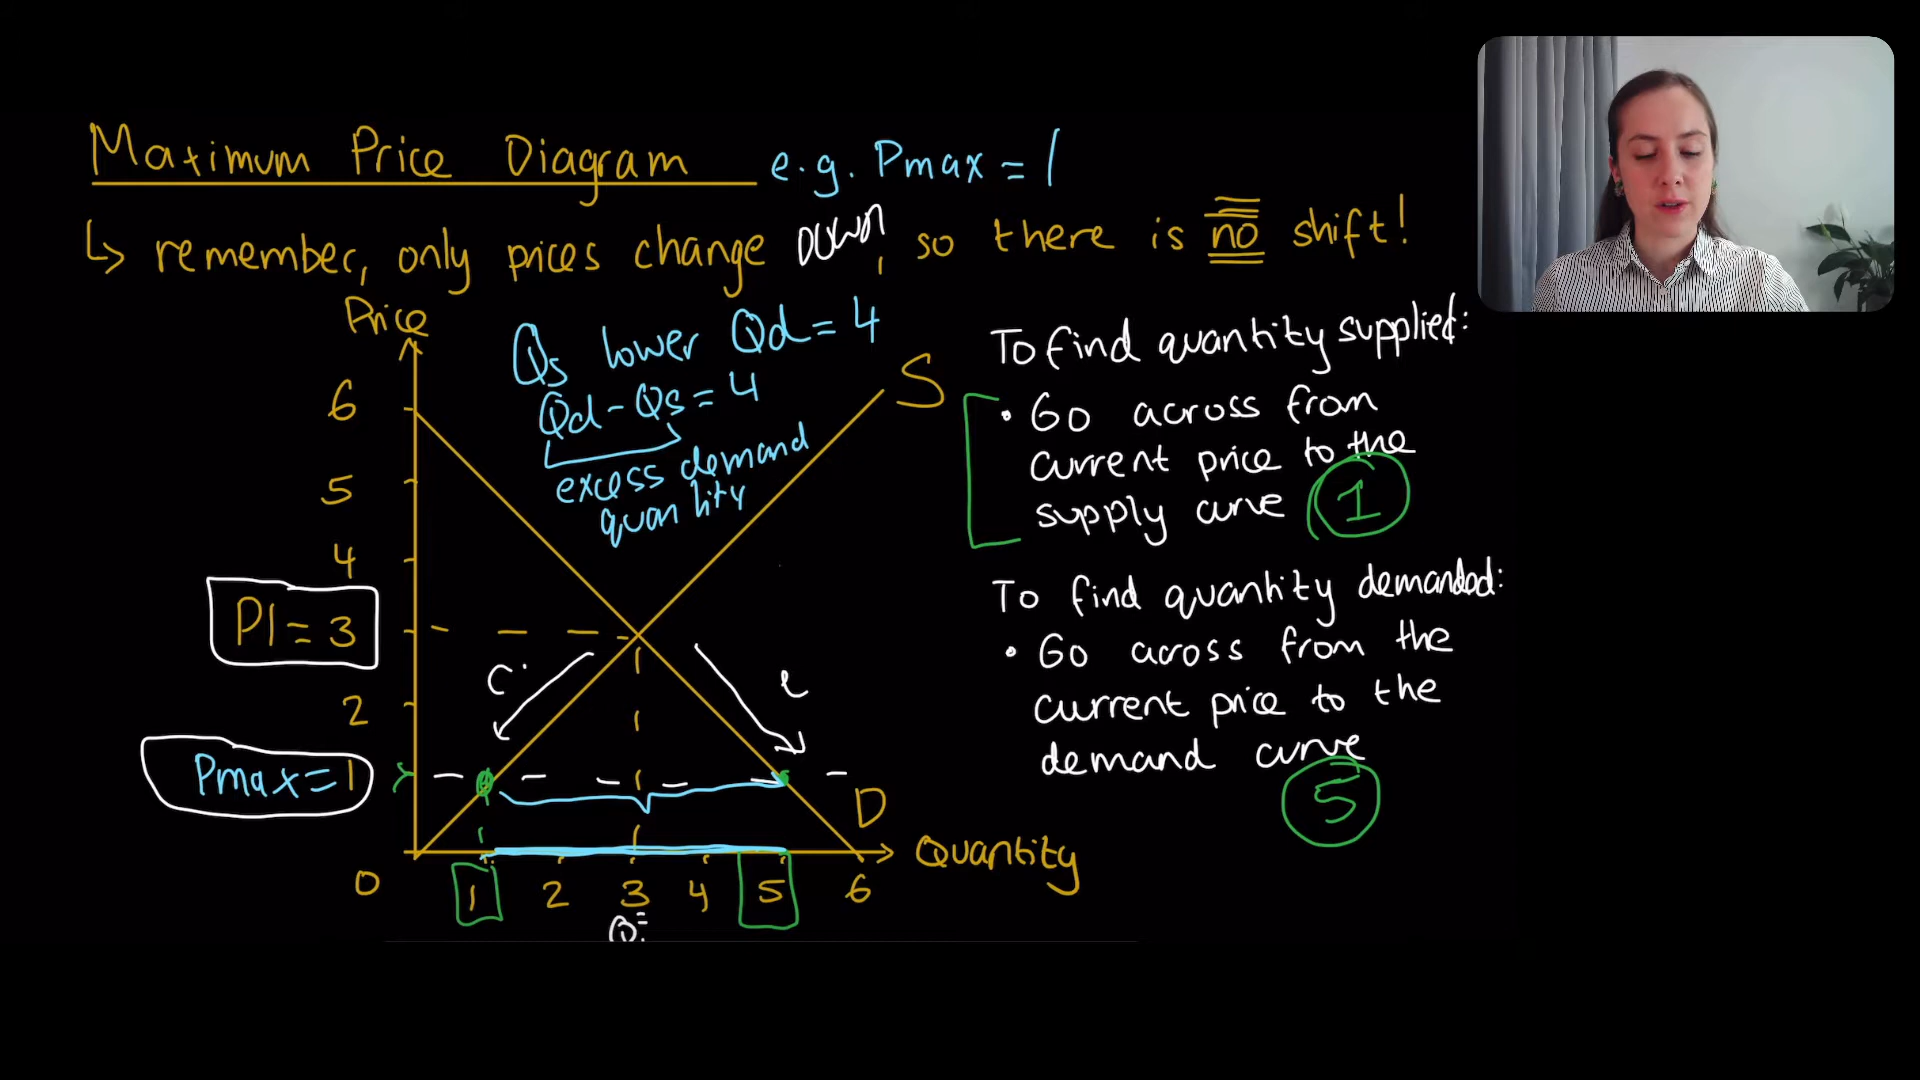 Maximum Price Diagram e.g. Pmax = 1
↳ remember, only prices change DOWN, so there is no shift!
Price
Qs lower Qd = 4
Qd - Qs = 4
excess demand
quantity
S
6
5
4
P1 = 3
2
Pmax = 1
0
c
e
D
Quantity
1 2 3 4 5 6
To find quantity supplied:
• Go across from
current price to the
supply curve 1
To find quantity demanded:
• Go across from the
current price to the
demand curve
5